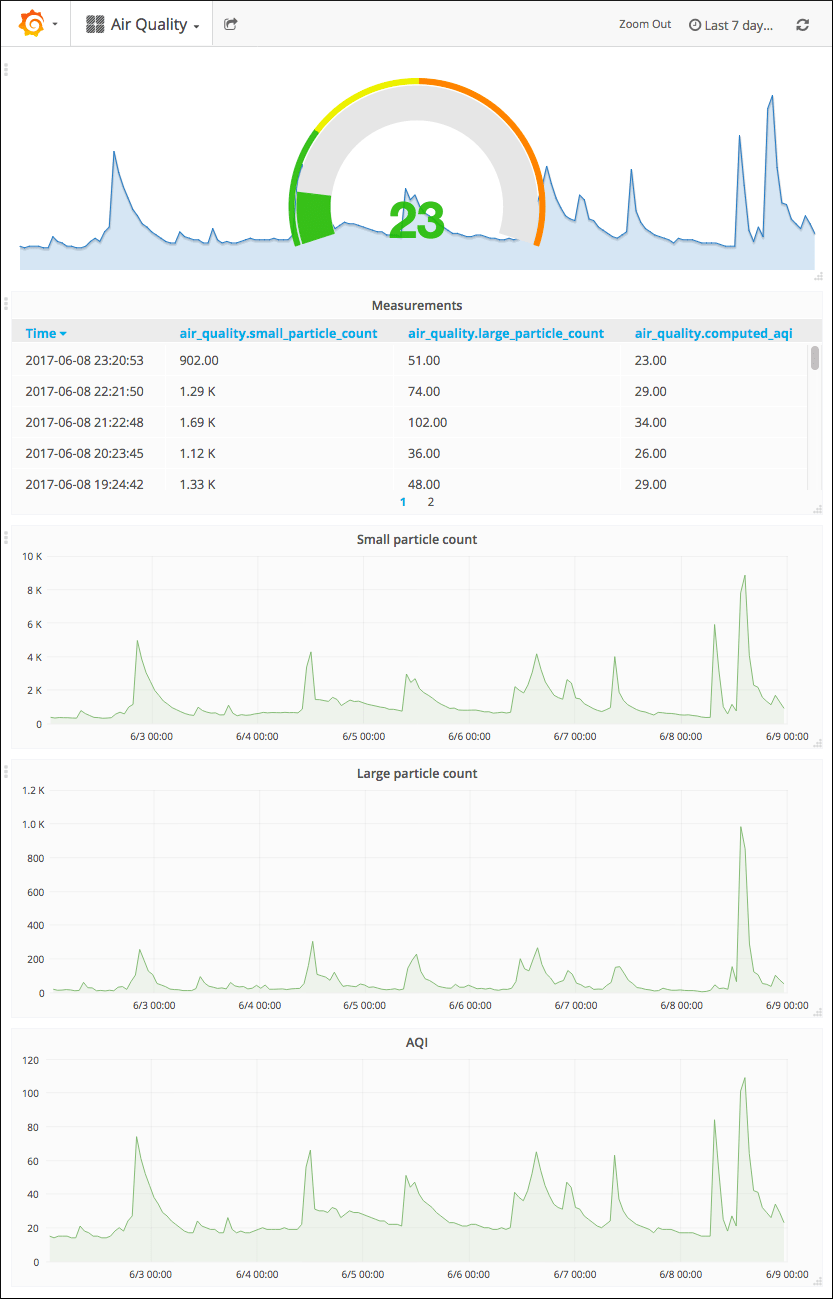 Air Quality
Zoom Out
Last 7 day...
23
Measurements
Time air_quality.small_particle_count air_quality.large_particle_count air_quality.computed_aqi
2017-06-08 23:20:53 902.00 51.00 23.00
2017-06-08 22:21:50 1.29 K 74.00 29.00
2017-06-08 21:22:48 1.69 K 102.00 34.00
2017-06-08 20:23:45 1.12 K 36.00 26.00
2017-06-08 19:24:42 1.33 K 48.00 29.00
1 2
Small particle count
10 K
8 K
6 K
4 K
2 K
0
6/3 00:00 6/4 00:00 6/5 00:00 6/6 00:00 6/7 00:00 6/8 00:00 6/9 00:00
Large particle count
1.2 K
1.0 K
800
600
400
200
0
6/3 00:00 6/4 00:00 6/5 00:00 6/6 00:00 6/7 00:00 6/8 00:00 6/9 00:00
AQI
120
100
80
60
40
20
0
6/3 00:00 6/4 00:00 6/5 00:00 6/6 00:00 6/7 00:00 6/8 00:00 6/9 00:00